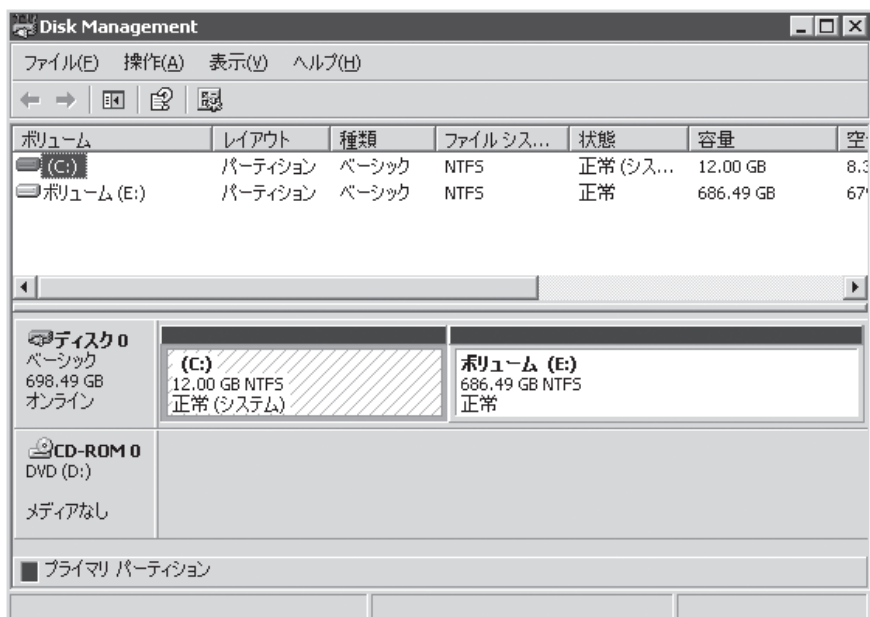 Disk Management
ファイル(F) 操作(A) 表示(V) ヘルプ(H)
ボリューム レイアウト 種類 ファイル シス... 状態 容量 空
(C:) パーティション ベーシック NTFS 正常 (シス... 12.00 GB 8.3
ボリューム (E:) パーティション ベーシック NTFS 正常 686.49 GB 679
ディスク 0
ベーシック
698.49 GB
オンライン
(C:)
12.00 GB NTFS
正常 (システム)
ボリューム (E:)
686.49 GB NTFS
正常
CD-ROM 0
DVD (D:)
メディアなし
プライマリ パーティション